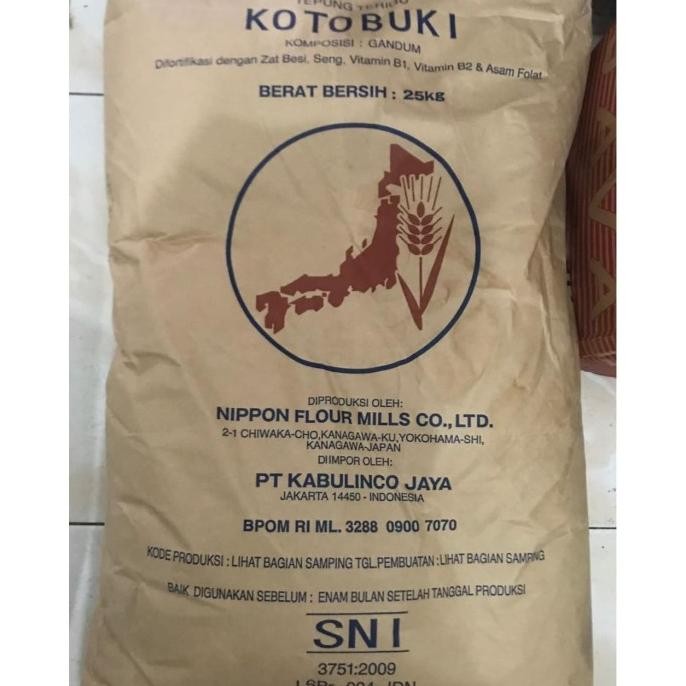 TEPUNG TERIGU
KOTOBUKI
KOMPOSISI : GANDUM
Difortifikasi dengan Zat Besi, Seng, Vitamin B1, Vitamin B2 & Asam Folat
BERAT BERSIH : 25kg
DIPRODUKSI OLEH:
NIPPON FLOUR MILLS CO., LTD.
2-1 CHIWAKA-CHO,KANAGAWA-KU,YOKOHAMA-SHI,
KANAGAWA-JAPAN
DIIMPOR OLEH:
PT KABULINCO JAYA
JAKARTA 14450 - INDONESIA
BPOM RI ML. 3288 0900 7070
KODE PRODUKSI : LIHAT BAGIAN SAMPING TGL.PEMBUATAN : LIHAT BAGIAN SAMPING
BAIK DIGUNAKAN SEBELUM : ENAM BULAN SETELAH TANGGAL PRODUKSI
SNI
3751:2009